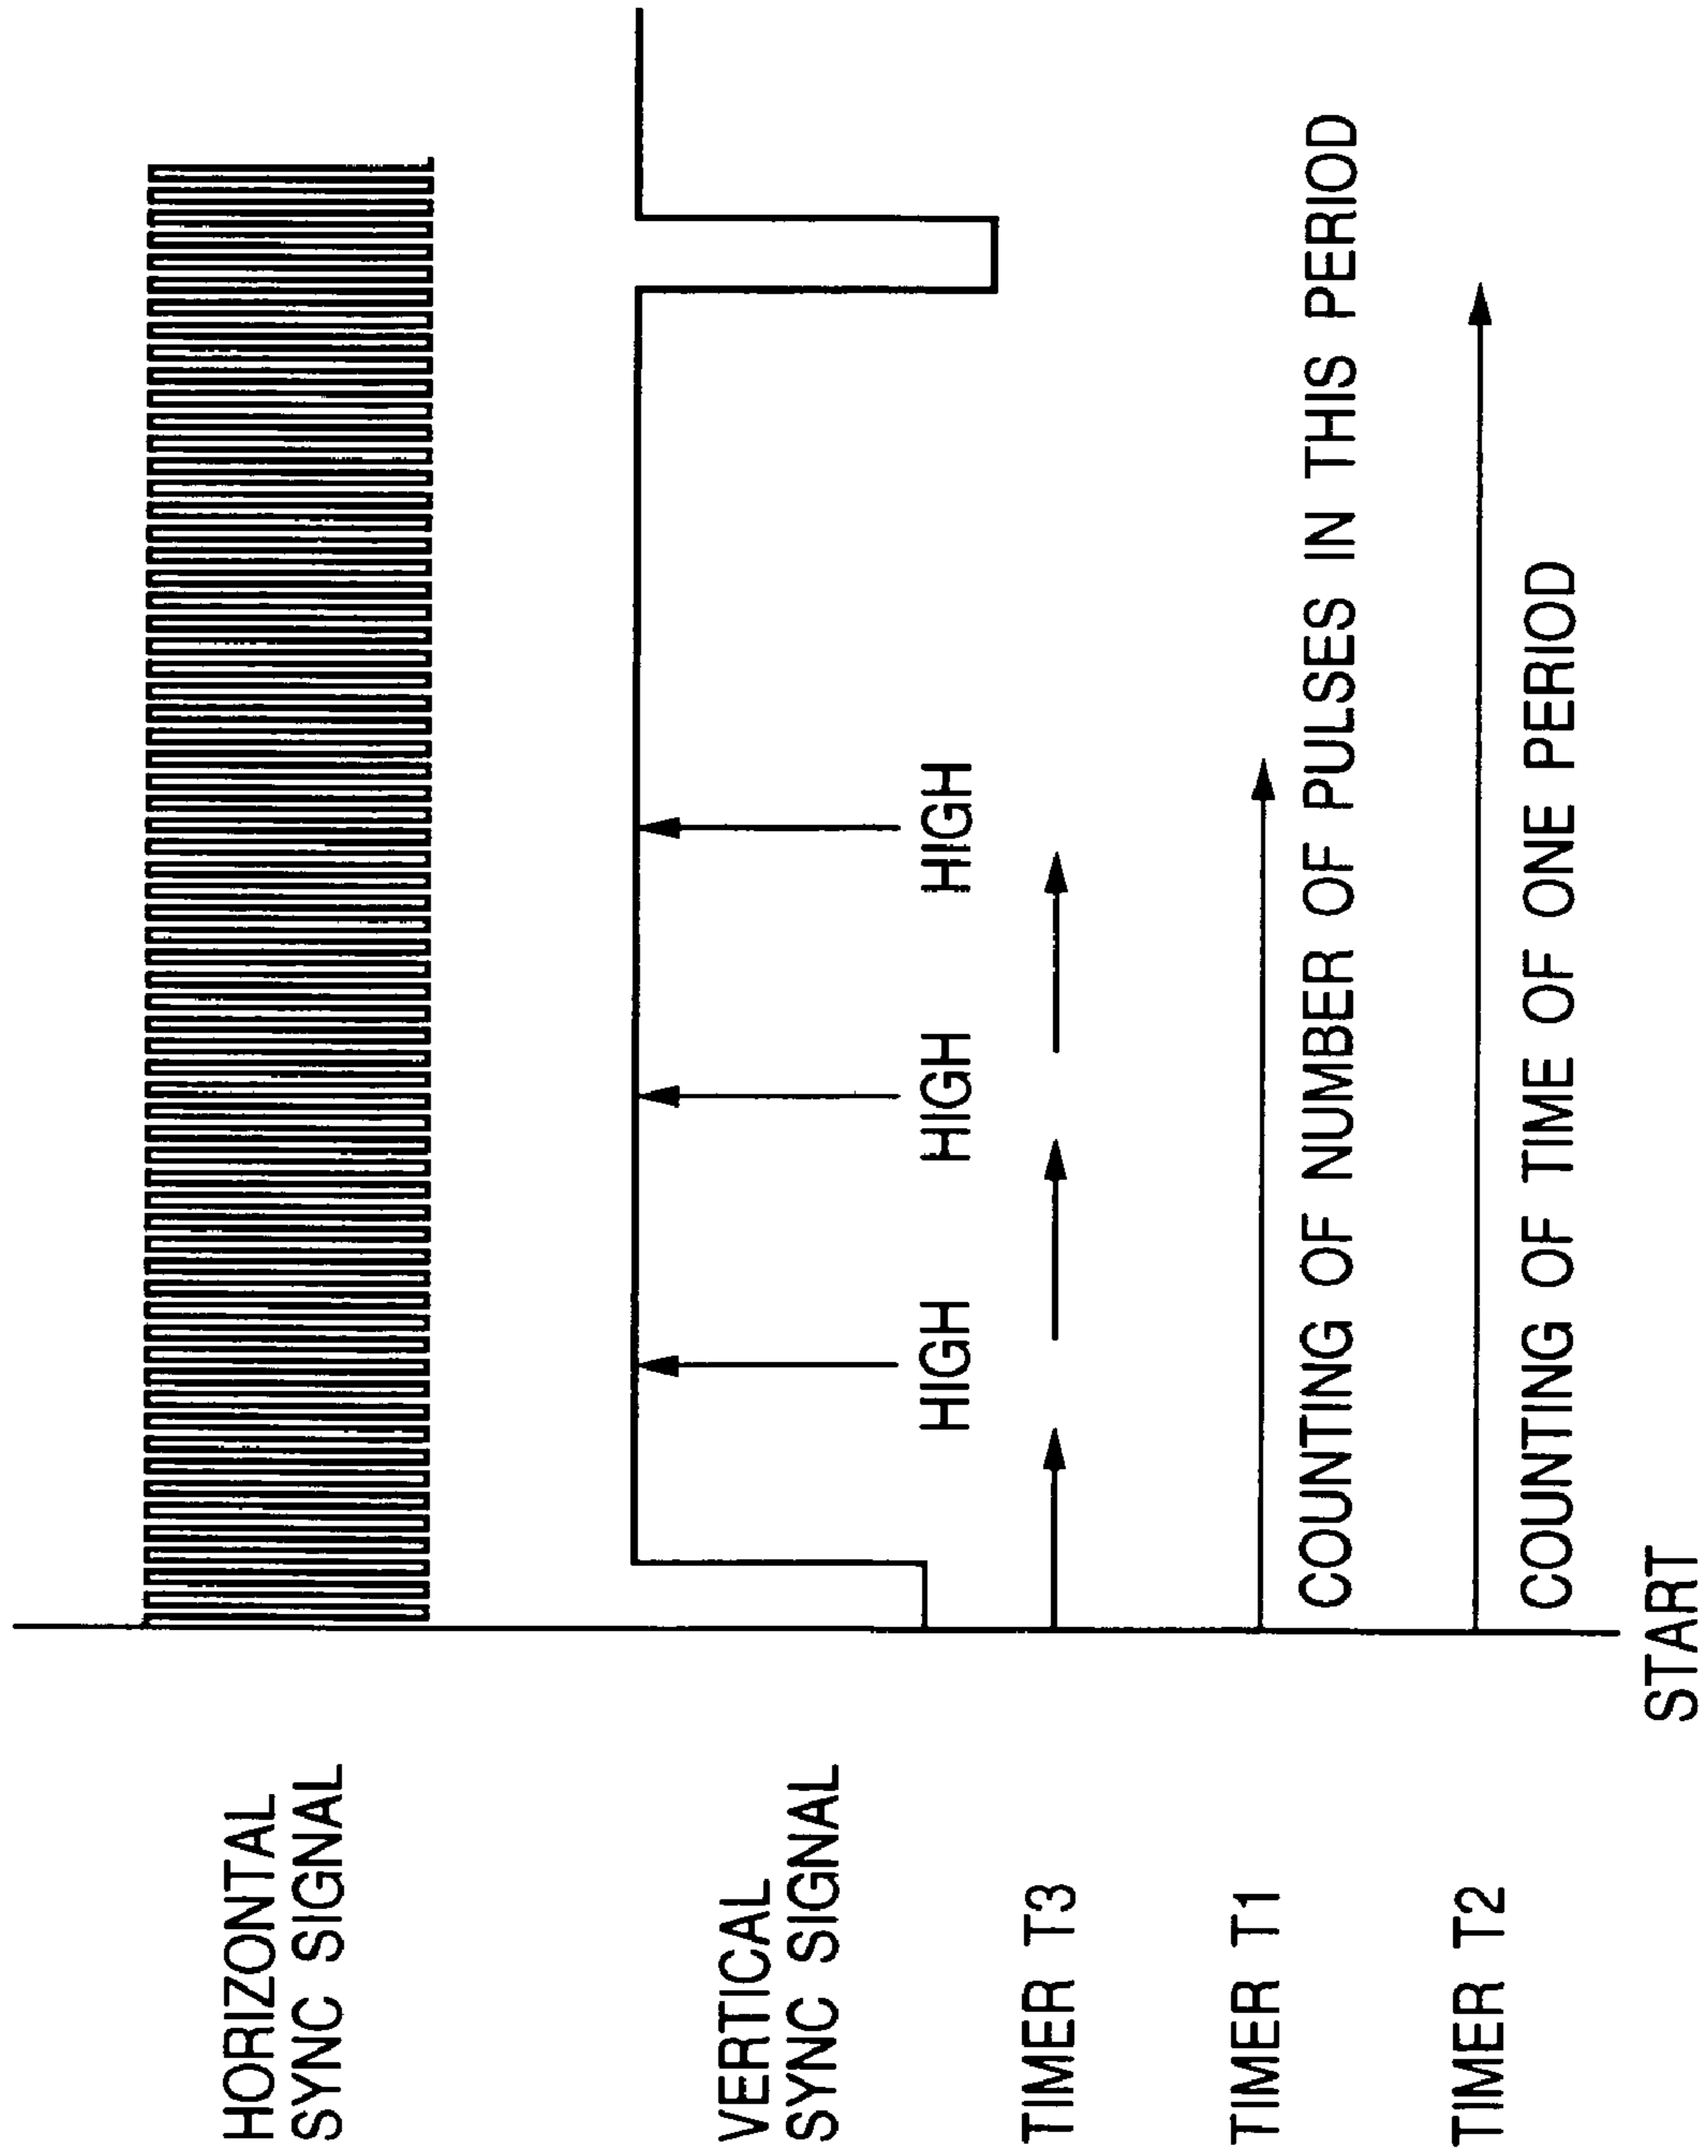 HORIZONTAL
SYNC SIGNAL
VERTICAL
SYNC SIGNAL
HIGH
HIGH
HIGH
TIMER T3
TIMER T1
COUNTING OF NUMBER OF PULSES IN THIS PERIOD
TIMER T2
COUNTING OF TIME OF ONE PERIOD
START